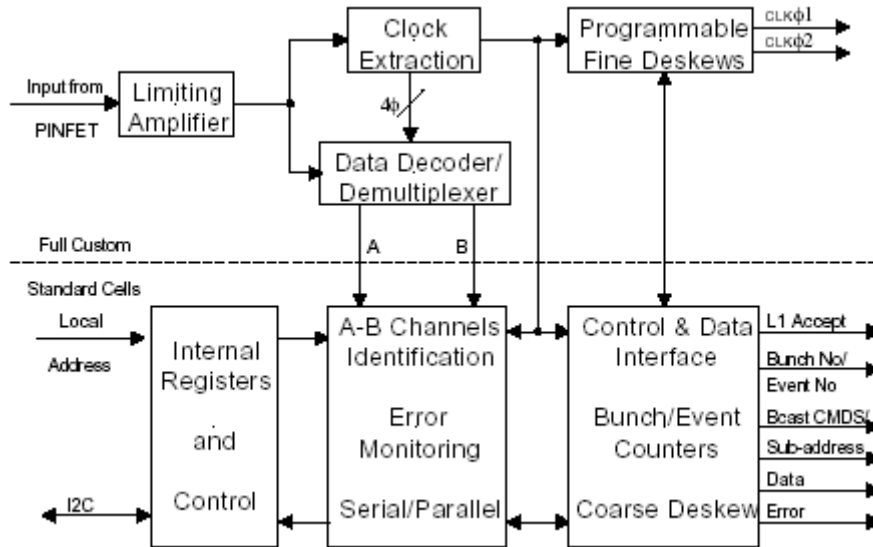 Clock
Extraction
Programmable
Fine Deskews
CLKϕ1
CLKϕ2
Input from
PINFET
Limiting
Amplifier
4ϕ
Data Decoder/
Demultiplexer
Full Custom
A
B
Standard Cells
Local
Address
Internal
Registers
and
Control
I2C
A-B Channels
Identification
Error
Monitoring
Serial/Parallel
Control & Data
Interface
Bunch/Event
Counters
Coarse Deskew
L1 Accept
Bunch No/
Event No
Bcast CMDS/
Sub-address
Data
Error